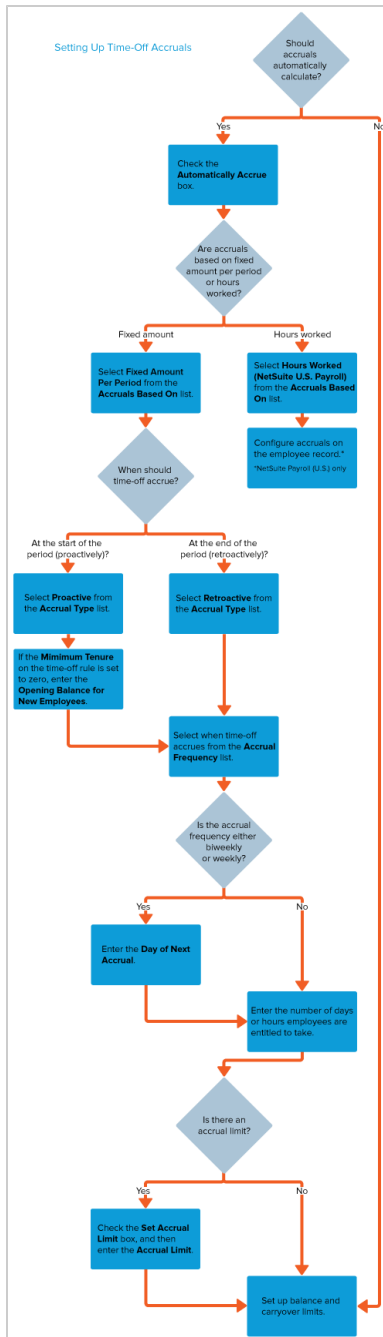 Setting Up Time-Off Accruals
Should
accruals
automatically
calculate?
Yes
No
Check the
Automatically Accrue
box.
Are accruals
based on fixed
amount per period
or hours
worked?
Fixed amount
Hours worked
Select Fixed Amount
Per Period from the
Accruals Based On list.
Select Hours Worked
(NetSuite U.S. Payroll)
from the Accruals Based
On list.
Configure accruals on
the employee record.*
*NetSuite Payroll (U.S.) only
When should
time-off accrue?
At the start of the
period (proactively)?
At the end of the
period (retroactively)?
Select Proactive from
the Accrual Type list.
Select Retroactive from
the Accrual Type list.
If the Mimimum Tenure
on the time-off rule is set
to zero, enter the
Opening Balance for
New Employees.
Select when time-off
accrues from the Accrual
Frequency list.
Is the accrual
frequency either
biweekly
or weekly?
Yes
No
Enter the Day of Next
Accrual.
Enter the number of days
or hours employees are
entitled to take.
Is there an
accrual limit?
Yes
No
Check the Set Accrual
Limit box, and then
enter the Accrual Limit.
Set up balance and
carryover limits.